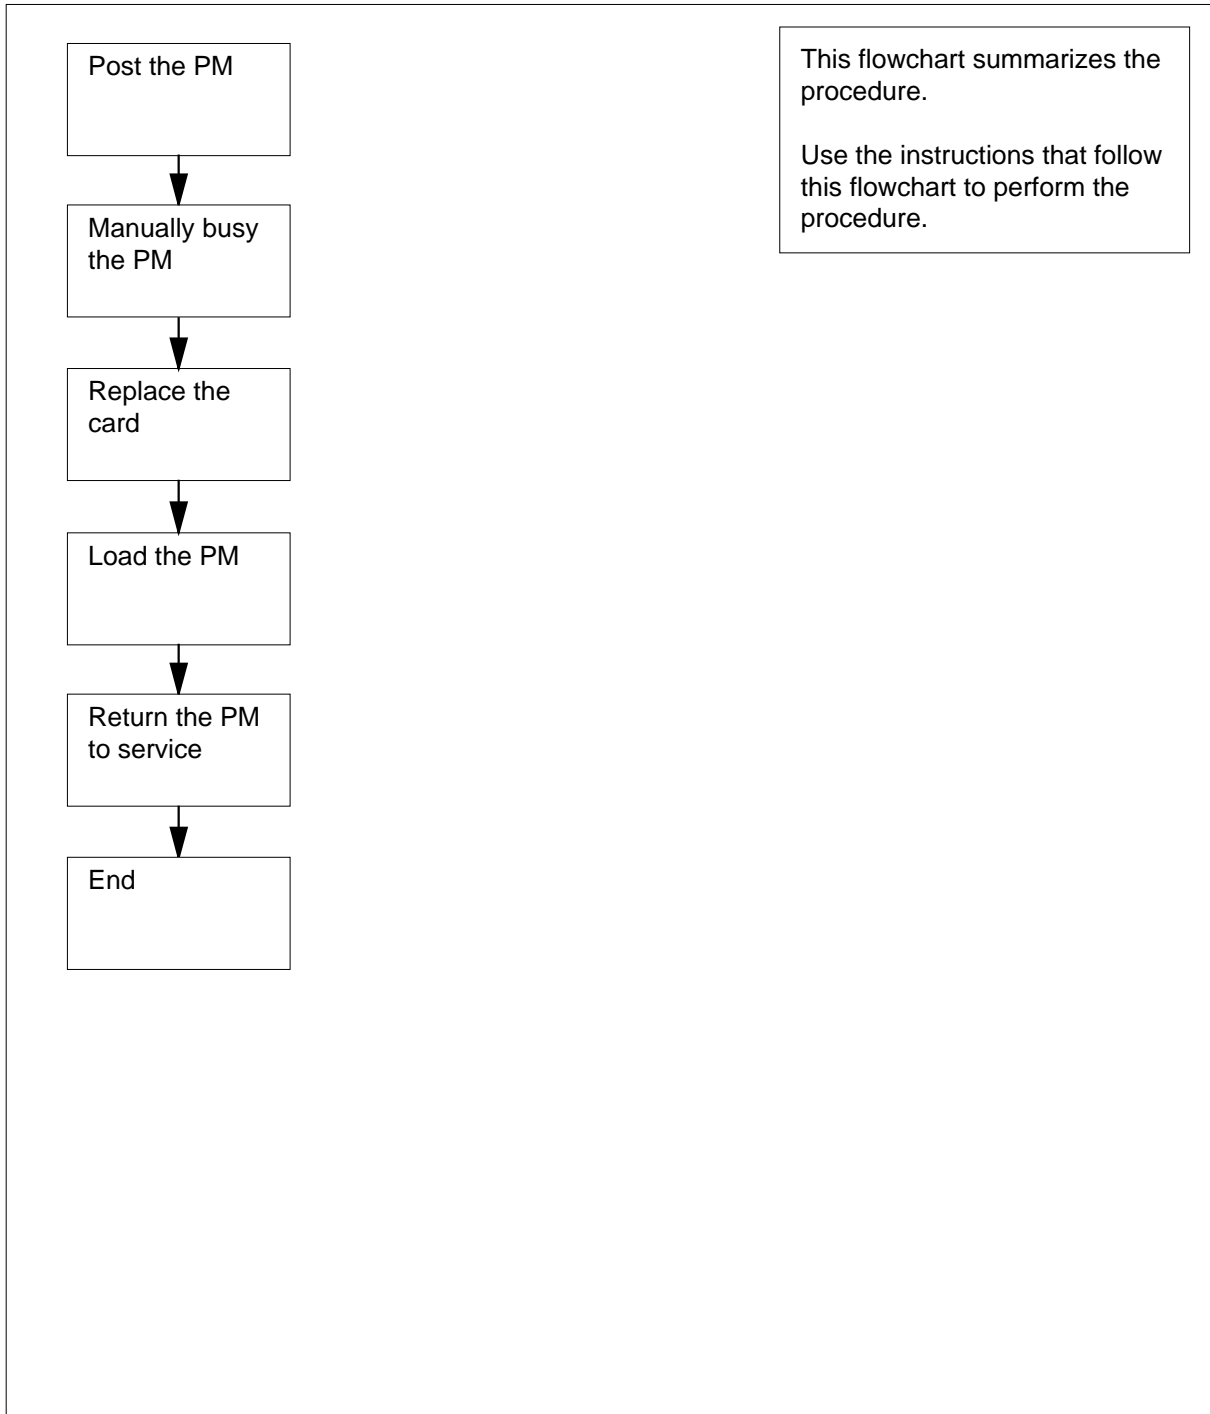 Post the PM
Manually busy
the PM
Replace the
card
Load the PM
Return the PM
to service
End
This flowchart summarizes the
procedure.
Use the instructions that follow
this flowchart to perform the
procedure.